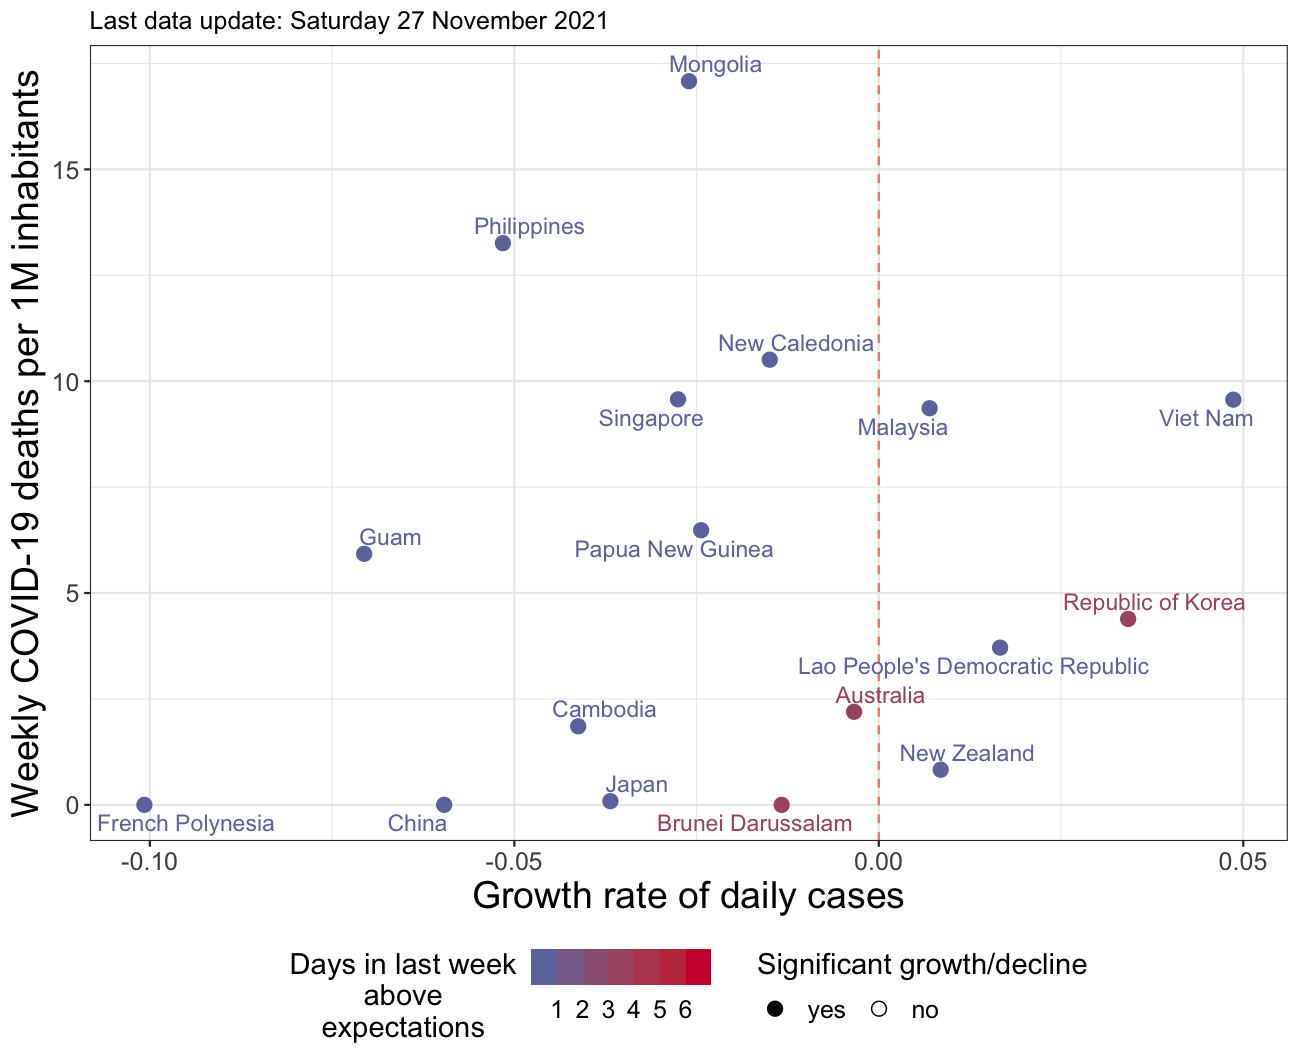 Last data update: Saturday 27 November 2021
Weekly COVID-19 deaths per 1M inhabitants
Mongolia
15
Philippines
New Caledonia
10
Singapore
Malaysia
Viet Nam
Guam
Papua New Guinea
5
Republic of Korea
Lao People's Democratic Republic
Australia
Cambodia
New Zealand
Japan
0
French Polynesia
China
Brunei Darussalam
-0.10
-0.05
0.00
0.05
Growth rate of daily cases
Days in last week
above
expectations
1 2 3 4 5 6
Significant growth/decline
yes
no